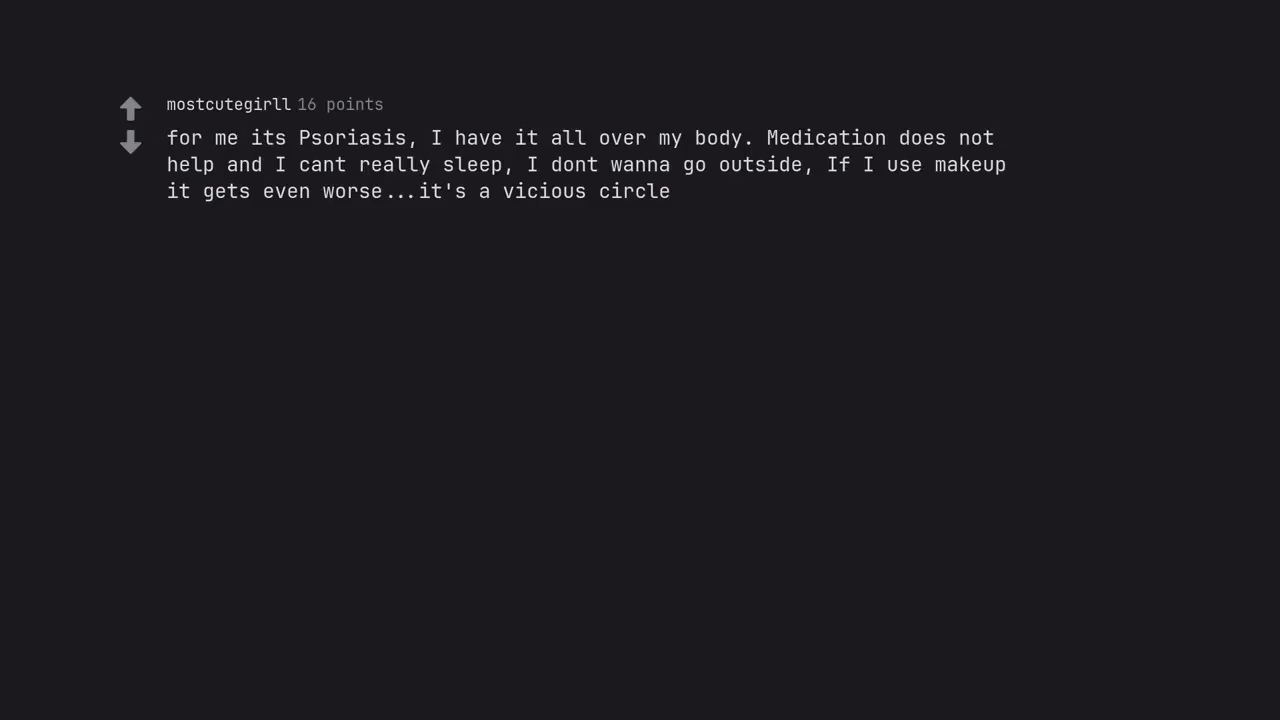 mostcutegirll 16 points
for me its Psoriasis, I have it all over my body. Medication does not
help and I cant really sleep, I dont wanna go outside, If I use makeup
it gets even worse...it's a vicious circle